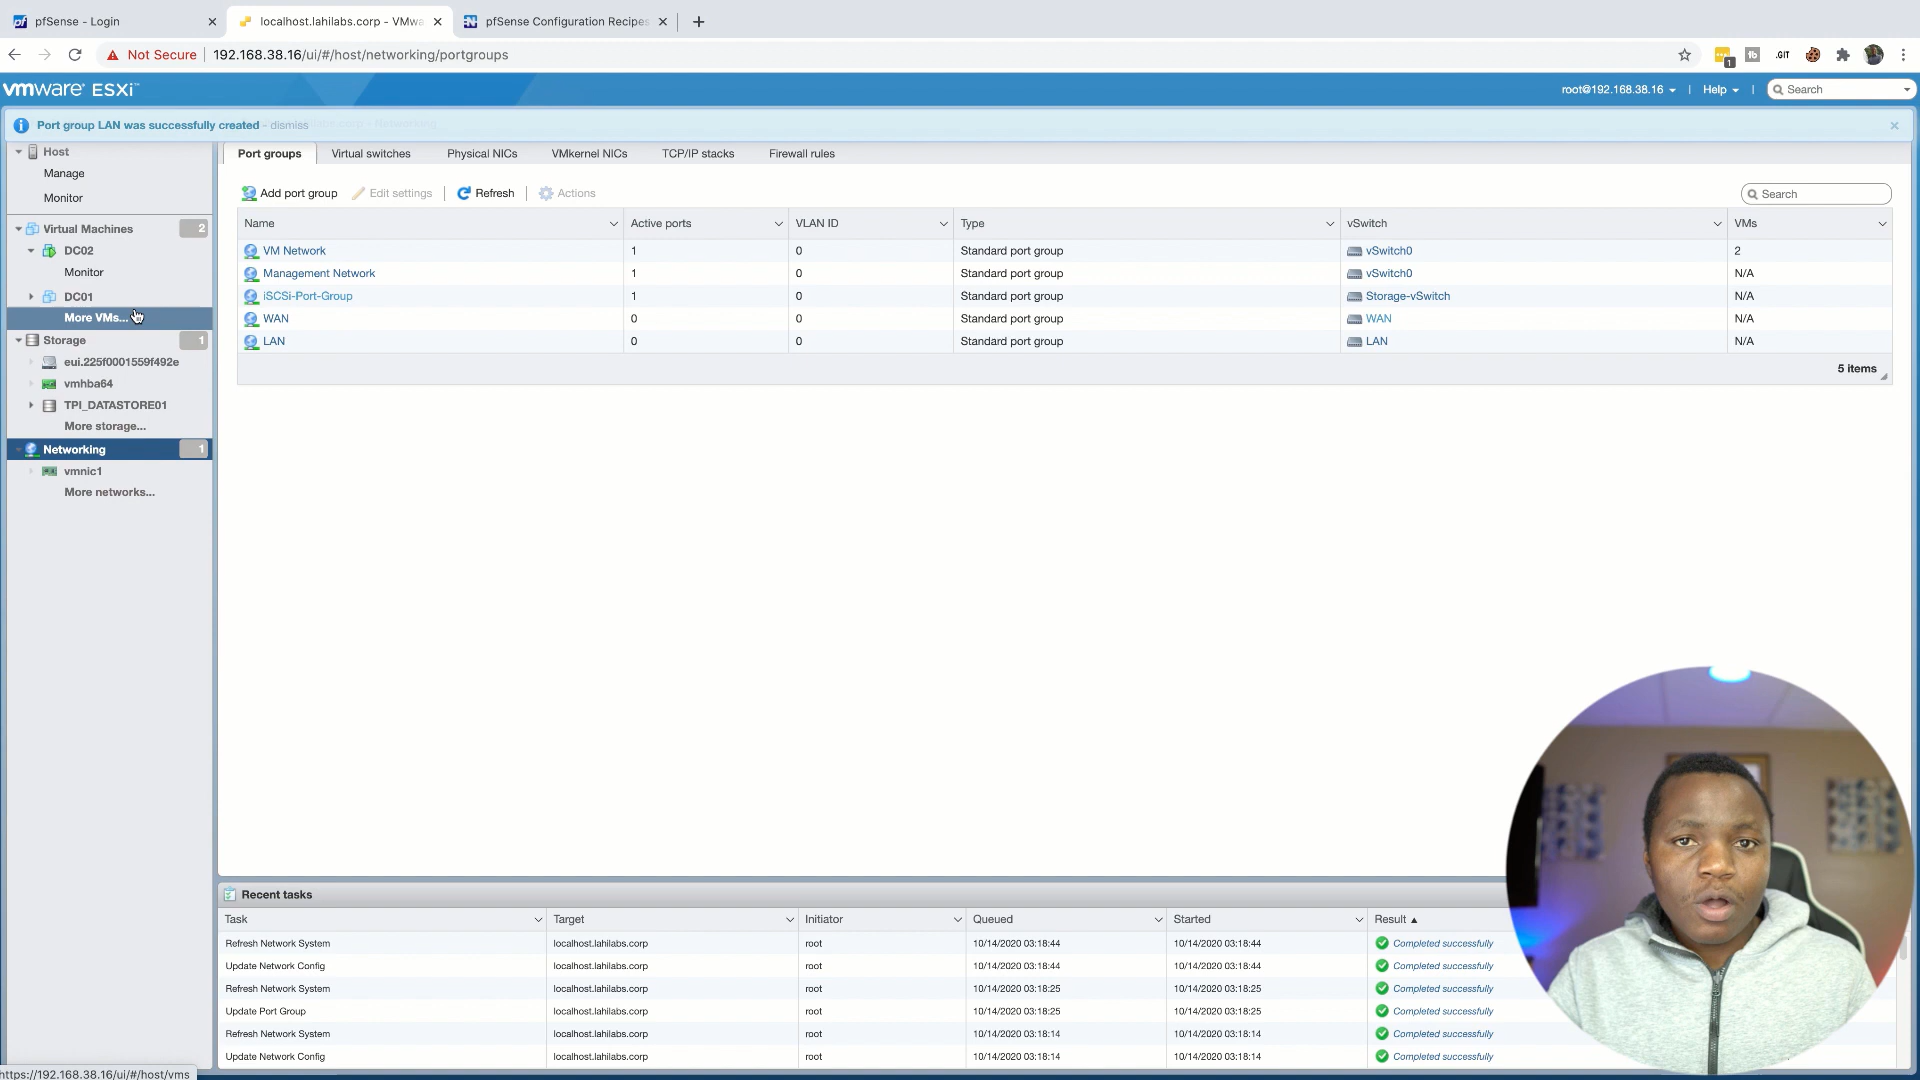 pfSense - Login
localhost.lahilabs.corp - VMwa
pfSense Configuration Recipes
Not Secure
192.168.38.16/ui/#/host/networking/portgroups
1
.GIT
vmware ESXi
root@192.168.38.16
Help
Search
Port group LAN was successfully created - dismiss
Host
Manage
Monitor
Virtual Machines
2
DC02
Monitor
DC01
More VMs...
Storage
1
eui.225f0001559f492e
vmhba64
TPI_DATASTORE01
More storage...
Networking
1
vmnic1
More networks...
Port groups Virtual switches Physical NICs VMkernel NICs TCP/IP stacks Firewall rules
Add port group Edit settings Refresh Actions
Search
Name Active ports VLAN ID Type vSwitch VMs
VM Network 1 0 Standard port group vSwitch0 2
Management Network 1 0 Standard port group vSwitch0 N/A
iSCSi-Port-Group 1 0 Standard port group Storage-vSwitch N/A
WAN 0 0 Standard port group WAN N/A
LAN 0 0 Standard port group LAN N/A
5 items
Recent tasks
Task Target Initiator Queued Started Result
Refresh Network System localhost.lahilabs.corp root 10/14/2020 03:18:44 10/14/2020 03:18:44 Completed successfully
Update Network Config localhost.lahilabs.corp root 10/14/2020 03:18:44 10/14/2020 03:18:44 Completed successfully
Refresh Network System localhost.lahilabs.corp root 10/14/2020 03:18:25 10/14/2020 03:18:25 Completed successfully
Update Port Group localhost.lahilabs.corp root 10/14/2020 03:18:25 10/14/2020 03:18:25 Completed successfully
Refresh Network System localhost.lahilabs.corp root 10/14/2020 03:18:14 10/14/2020 03:18:14 Completed successfully
Update Network Config localhost.lahilabs.corp root 10/14/2020 03:18:14 10/14/2020 03:18:14 Completed successfully
https://192.168.38.16/ui/#/host/vms